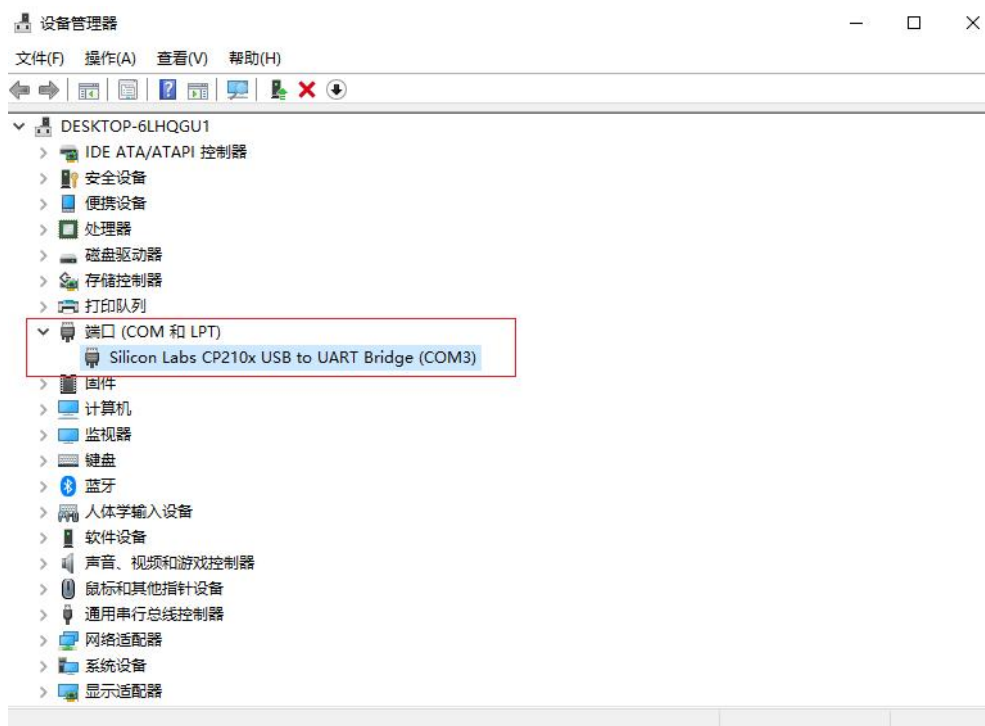 设备管理器
文件(F) 操作(A) 查看(V) 帮助(H)
DESKTOP-6LHQGU1
IDE ATA/ATAPI 控制器
安全设备
便携设备
处理器
磁盘驱动器
存储控制器
打印队列
端口 (COM 和 LPT)
Silicon Labs CP210x USB to UART Bridge (COM3)
固件
计算机
监视器
键盘
蓝牙
人体学输入设备
软件设备
声音、视频和游戏控制器
鼠标和其他指针设备
通用串行总线控制器
网络适配器
系统设备
显示适配器